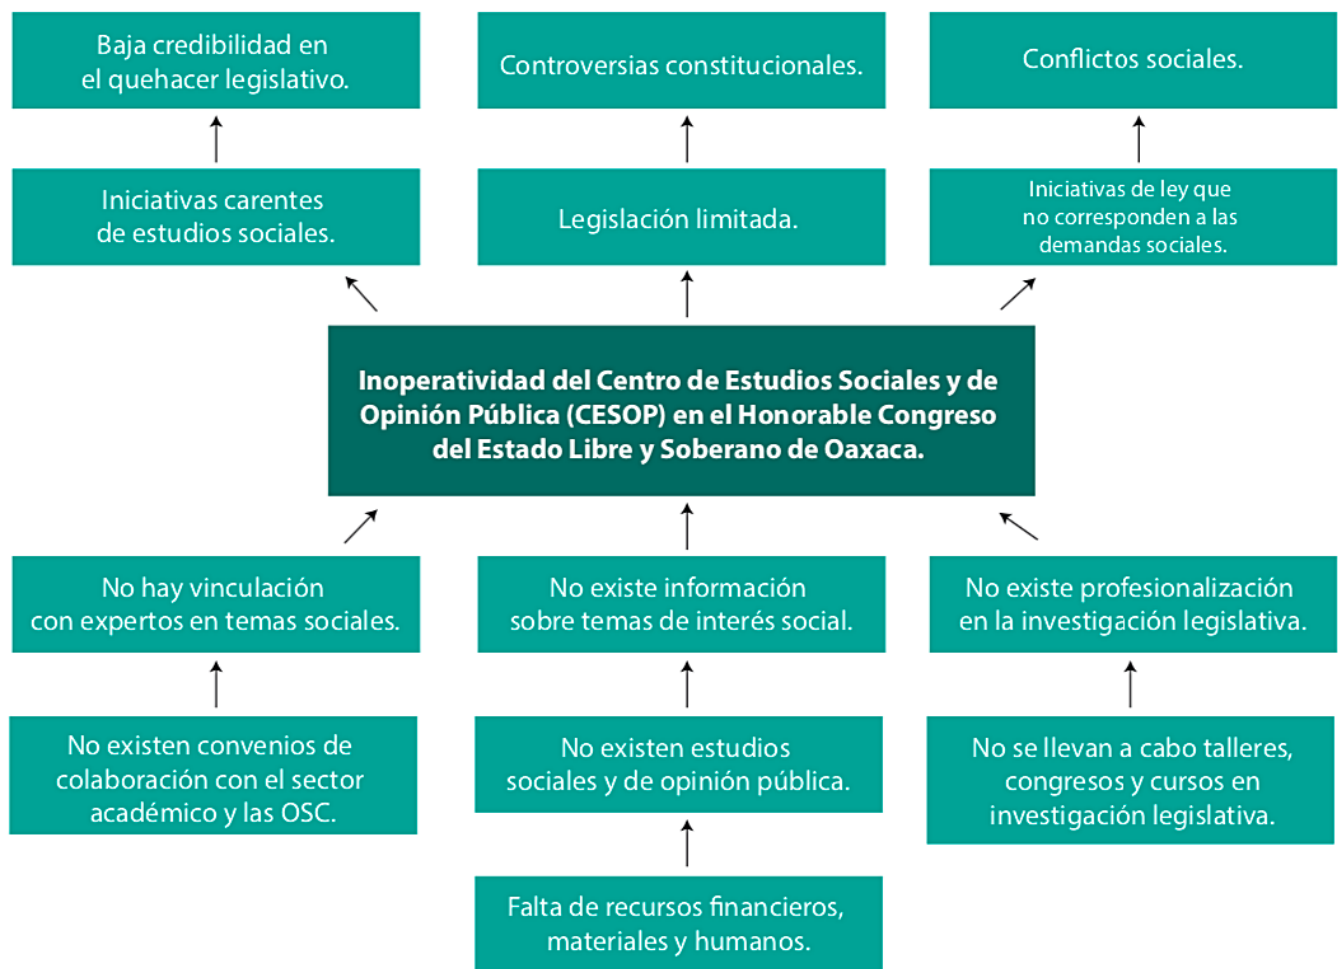 Baja credibilidad en
el quehacer legislativo.
Controversias constitucionales.
Conflictos sociales.
Iniciativas carentes
de estudios sociales.
Legislación limitada.
Iniciativas de ley que
no corresponden a las
demandas sociales.
Inoperatividad del Centro de Estudios Sociales y de
Opinión Pública (CESOP) en el Honorable Congreso
del Estado Libre y Soberano de Oaxaca.
No hay vinculación
con expertos en temas sociales.
No existe información
sobre temas de interés social.
No existe profesionalización
en la investigación legislativa.
No existen convenios de
colaboración con el sector
académico y las OSC.
No existen estudios
sociales y de opinión pública.
No se llevan a cabo talleres,
congresos y cursos en
investigación legislativa.
Falta de recursos financieros,
materiales y humanos.